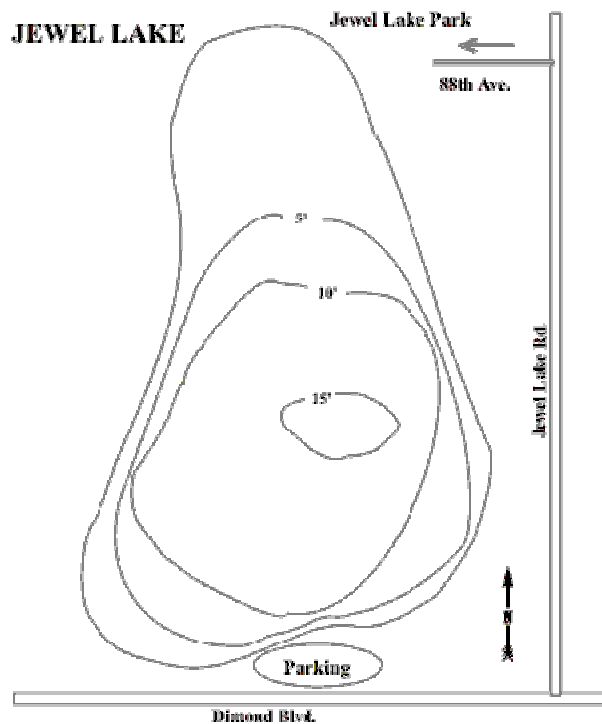 Jewel Lake Park
JEWEL LAKE
88th Ave.
5'
10'
Jewel Lake Rd.
15'
N
Parking
Dimond Blvd.